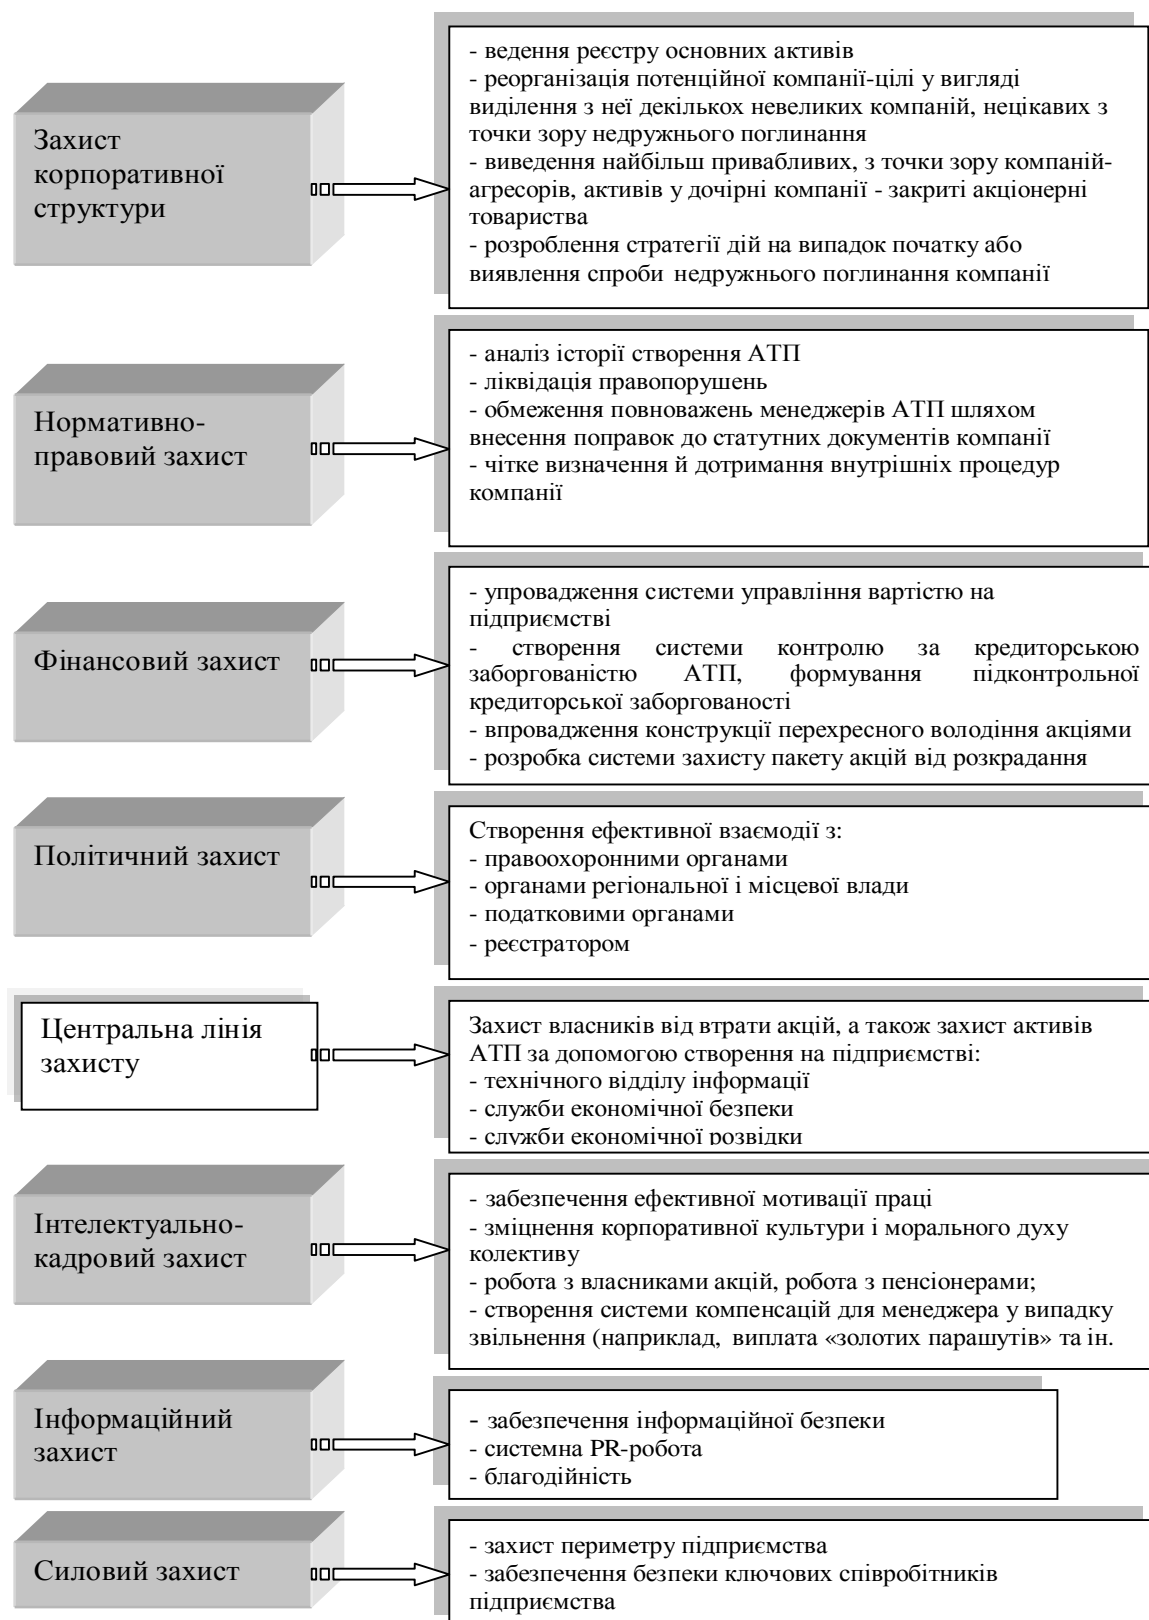 Захист
корпоративної
структури
- ведення реєстру основних активів
- реорганізація потенційної компанії-цілі у вигляді
виділення з неї декількох невеликих компаній, нецікавих з
точки зору недружнього поглинання
- виведення найбільш привабливих, з точки зору компаній-
агресорів, активів у дочірні компанії - закриті акціонерні
товариства
- розроблення стратегії дій на випадок початку або
виявлення спроби недружнього поглинання компанії
Нормативно-
правовий захист
- аналіз історії створення АТП
- ліквідація правопорушень
- обмеження повноважень менеджерів АТП шляхом
внесення поправок до статутних документів компанії
- чітке визначення й дотримання внутрішніх процедур
компанії
Фінансовий захист
- упровадження системи управління вартістю на
підприємстві
- створення системи контролю за кредиторською
заборгованістю АТП, формування підконтрольної
кредиторської заборгованості
- впровадження конструкції перехресного володіння акціями
- розробка системи захисту пакету акцій від розкрадання
Політичний захист
Створення ефективної взаємодії з:
- правоохоронними органами
- органами регіональної і місцевої влади
- податковими органами
- реєстратором
Центральна лінія
захисту
Захист власників від втрати акцій, а також захист активів
АТП за допомогою створення на підприємстві:
- технічного відділу інформації
- служби економічної безпеки
- служби економічної розвідки
Інтелектуально-
кадровий захист
- забезпечення ефективної мотивації праці
- зміцнення корпоративної культури і морального духу
колективу
- робота з власниками акцій, робота з пенсіонерами;
- створення системи компенсацій для менеджера у випадку
звільнення (наприклад, виплата «золотих парашутів» та ін.
Інформаційний
захист
- забезпечення інформаційної безпеки
- системна PR-робота
- благодійність
Силовий захист
- захист периметру підприємства
- забезпечення безпеки ключових співробітників
підприємства